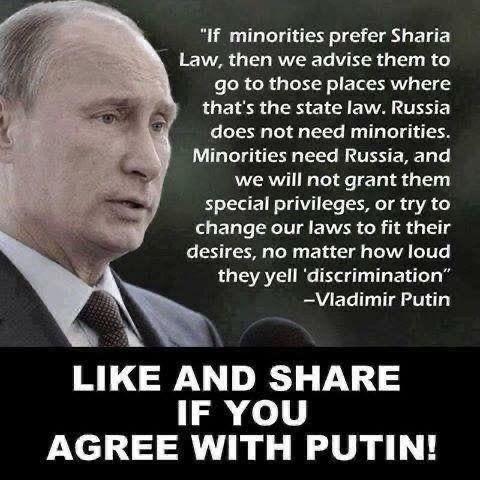 "If minorities prefer Sharia
Law, then we advise them to
go to those places where
that's the state law. Russia
does not need minorities.
Minorities need Russia, and
we will not grant them
special privileges, or try to
change our laws to fit their
desires, no matter how loud
they yell 'discrimination"
–Vladimir Putin
LIKE AND SHARE
IF YOU
AGREE WITH PUTIN!